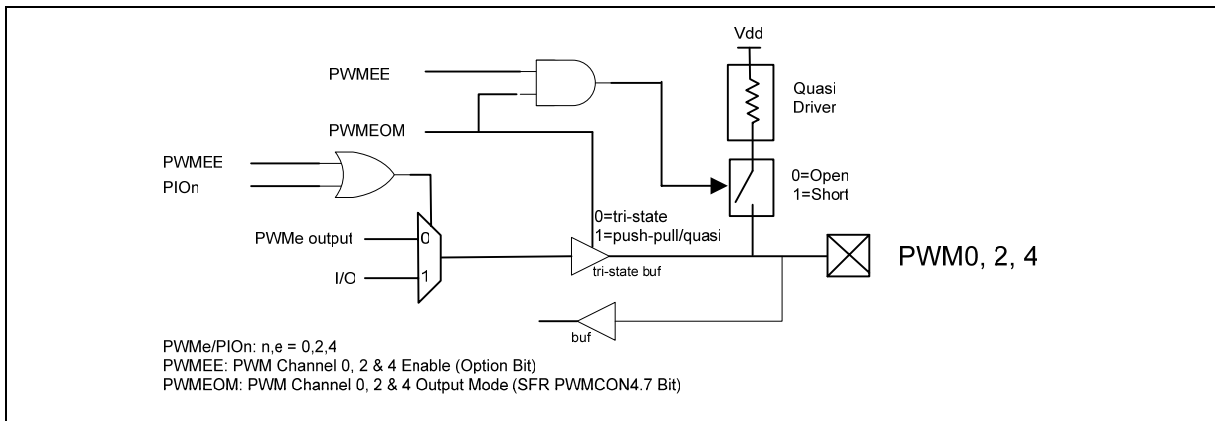 Vdd
PWMEE
Quasi
Driver
PWMEOM
PWMEE
PIOn
0=Open
1=Short
0=tri-state
1=push-pull/quasi
PWMe output
0
I/O
1
tri-state buf
PWM0, 2, 4
buf
PWMe/PIOn: n,e = 0,2,4
PWMEE: PWM Channel 0, 2 & 4 Enable (Option Bit)
PWMEOM: PWM Channel 0, 2 & 4 Output Mode (SFR PWMCON4.7 Bit)